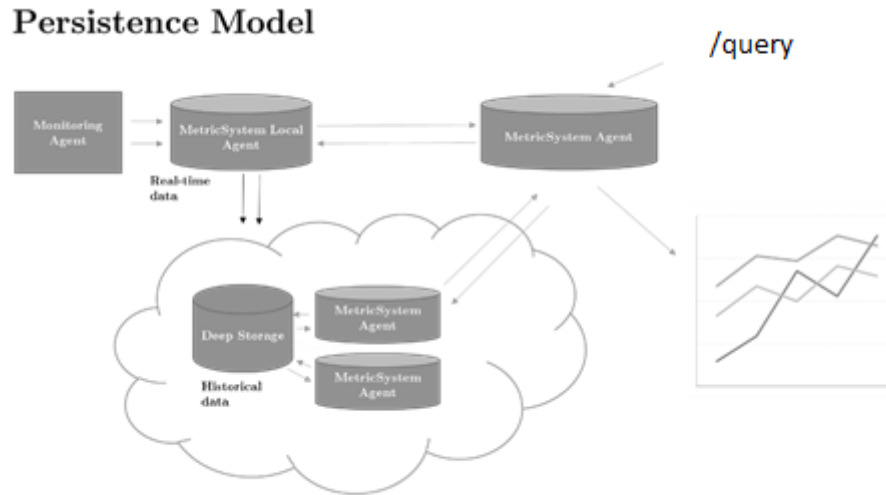 Persistence Model
/query
Monitoring
Agent
MetricSystem Local
Agent
MetricSystem Agent
Real-time
data
MetricSystem
Agent
Deep Storage
MetricSystem
Agent
Historical
data